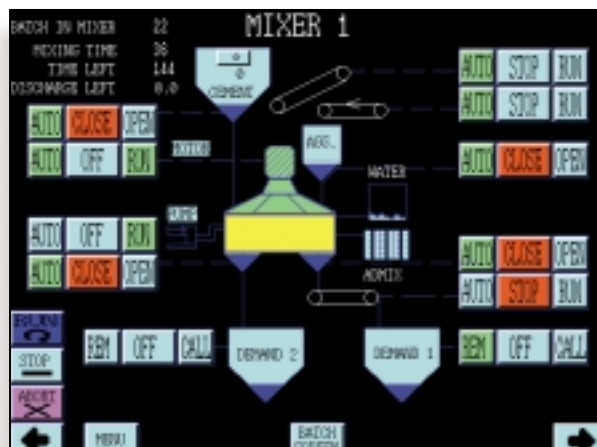 MIXER 1
BATCH IN MIXER 22
MIXING TIME 36
TIME LEFT 144
DISCHARGE LEFT 0.0
0
CEMENT
AUTO STOP RUN
AUTO STOP RUN
AUTO CLOSE OPEN
AGG.
AUTO CLOSE OPEN
AUTO OFF RUN
MOTOR
WATER
AUTO OFF RUN
PUMP
AUTO CLOSE OPEN
AUTO CLOSE OPEN
ADMIX
AUTO STOP RUN
RUN
REM OFF CALL
DEMAND 2
DEMAND 1
REM OFF CALL
STOP
ABORT
MENU
BATCH
SCREEN